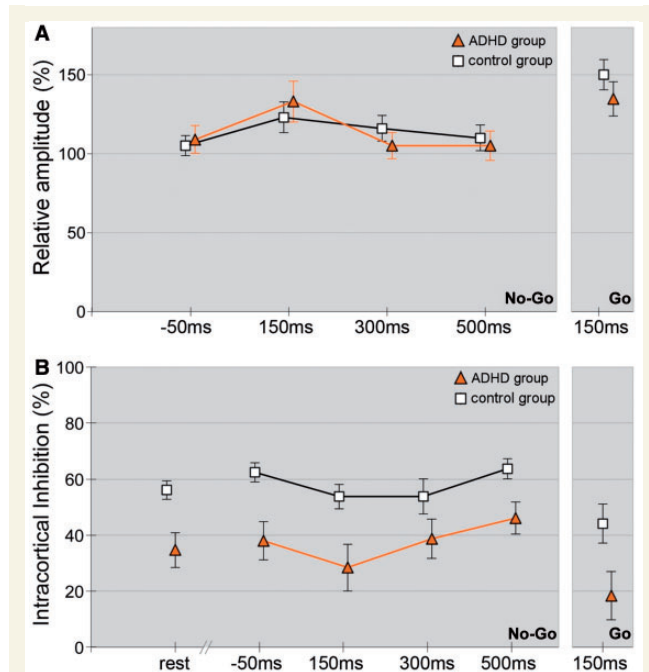 A
Relative amplitude (%)
150
100
50
0
ADHD group
control group
No-Go
Go
-50ms 150ms 300ms 500ms 150ms
B
Intracortical Inhibition (%)
100
80
60
40
20
0
ADHD group
control group
No-Go
Go
rest // -50ms 150ms 300ms 500ms 150ms